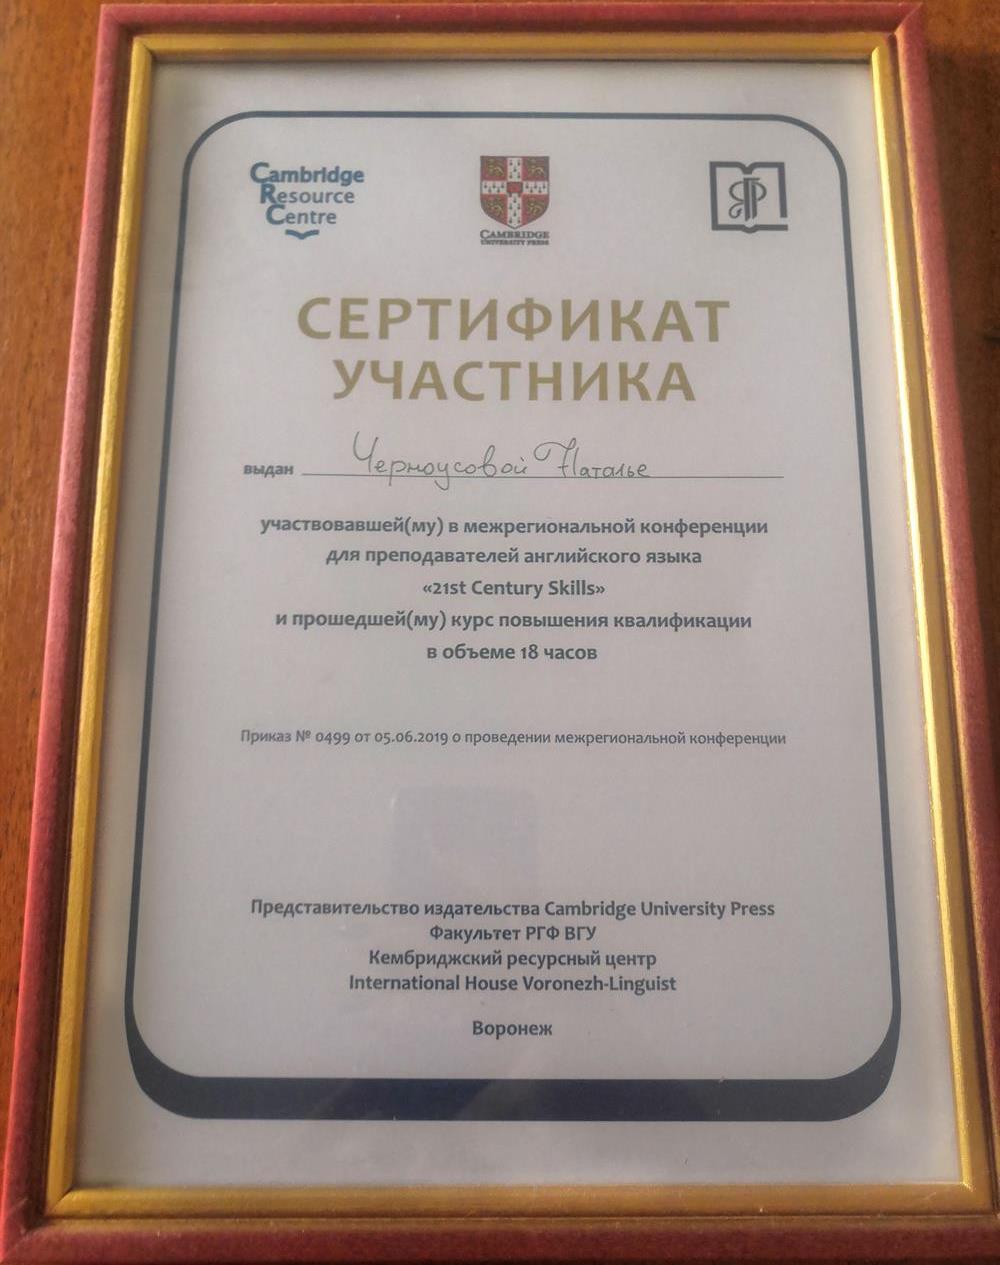 Cambridge
Resource
Centre
CAMBRIDGE
UNIVERSITY PRESS
СЕРТИФИКАТ
УЧАСТНИКА
выдан Черноусовой Наталье
участвовавшей(му) в межрегиональной конференции
для преподавателей английского языка
«21st Century Skills»
и прошедшей(му) курс повышения квалификации
в объеме 18 часов
Приказ № 0499 от 05.06.2019 о проведении межрегиональной конференции
Представительство издательства Cambridge University Press
Факультет РГФ ВГУ
Кембриджский ресурсный центр
International House Voronezh-Linguist
Воронеж